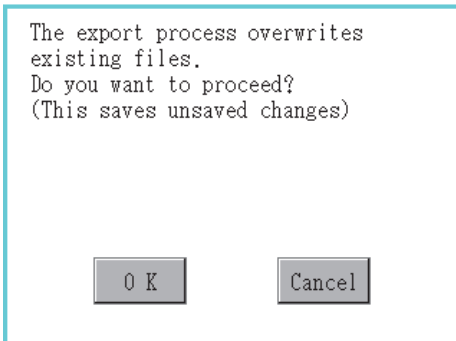 The export process overwrites
existing files.
Do you want to proceed?
(This saves unsaved changes)
O K
Cancel